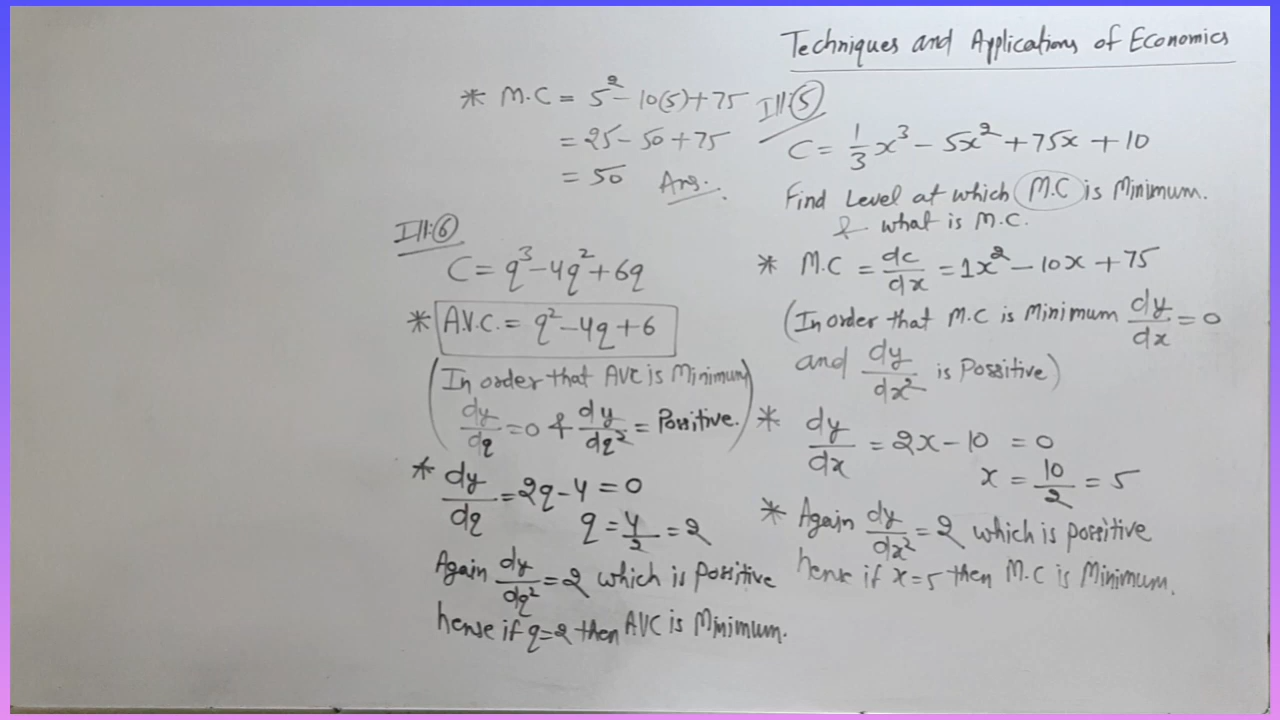 Techniques and Applications of Economics
Ill:5
C = 1/3 x³ - 5x² + 75x + 10
Find Level at which M.C is Minimum.
& what is M.C.
* M.C = dc/dx = 1x² - 10x + 75
(In order that M.C is Minimum dy/dx = 0
and dy/dx² is Possitive)
* dy/dx = 2x - 10 = 0
x = 10/2 = 5
* Again dy/dx² = 2 which is possitive
hense if x=5 then M.C is Minimum.
* M.C = 5² - 10(5) + 75
= 25 - 50 + 75
= 50 Ans.
Ill:6
C = q³ - 4q² + 6q
* A.V.C. = q² - 4q + 6
(In order that AVC is Minimum
dy/dq = 0 & dy/dq² = Possitive.)
* dy/dq = 2q - 4 = 0
q = 4/2 = 2
Again dy/dq² = 2 which is possitive
hense if q=2 then AVC is Minimum.